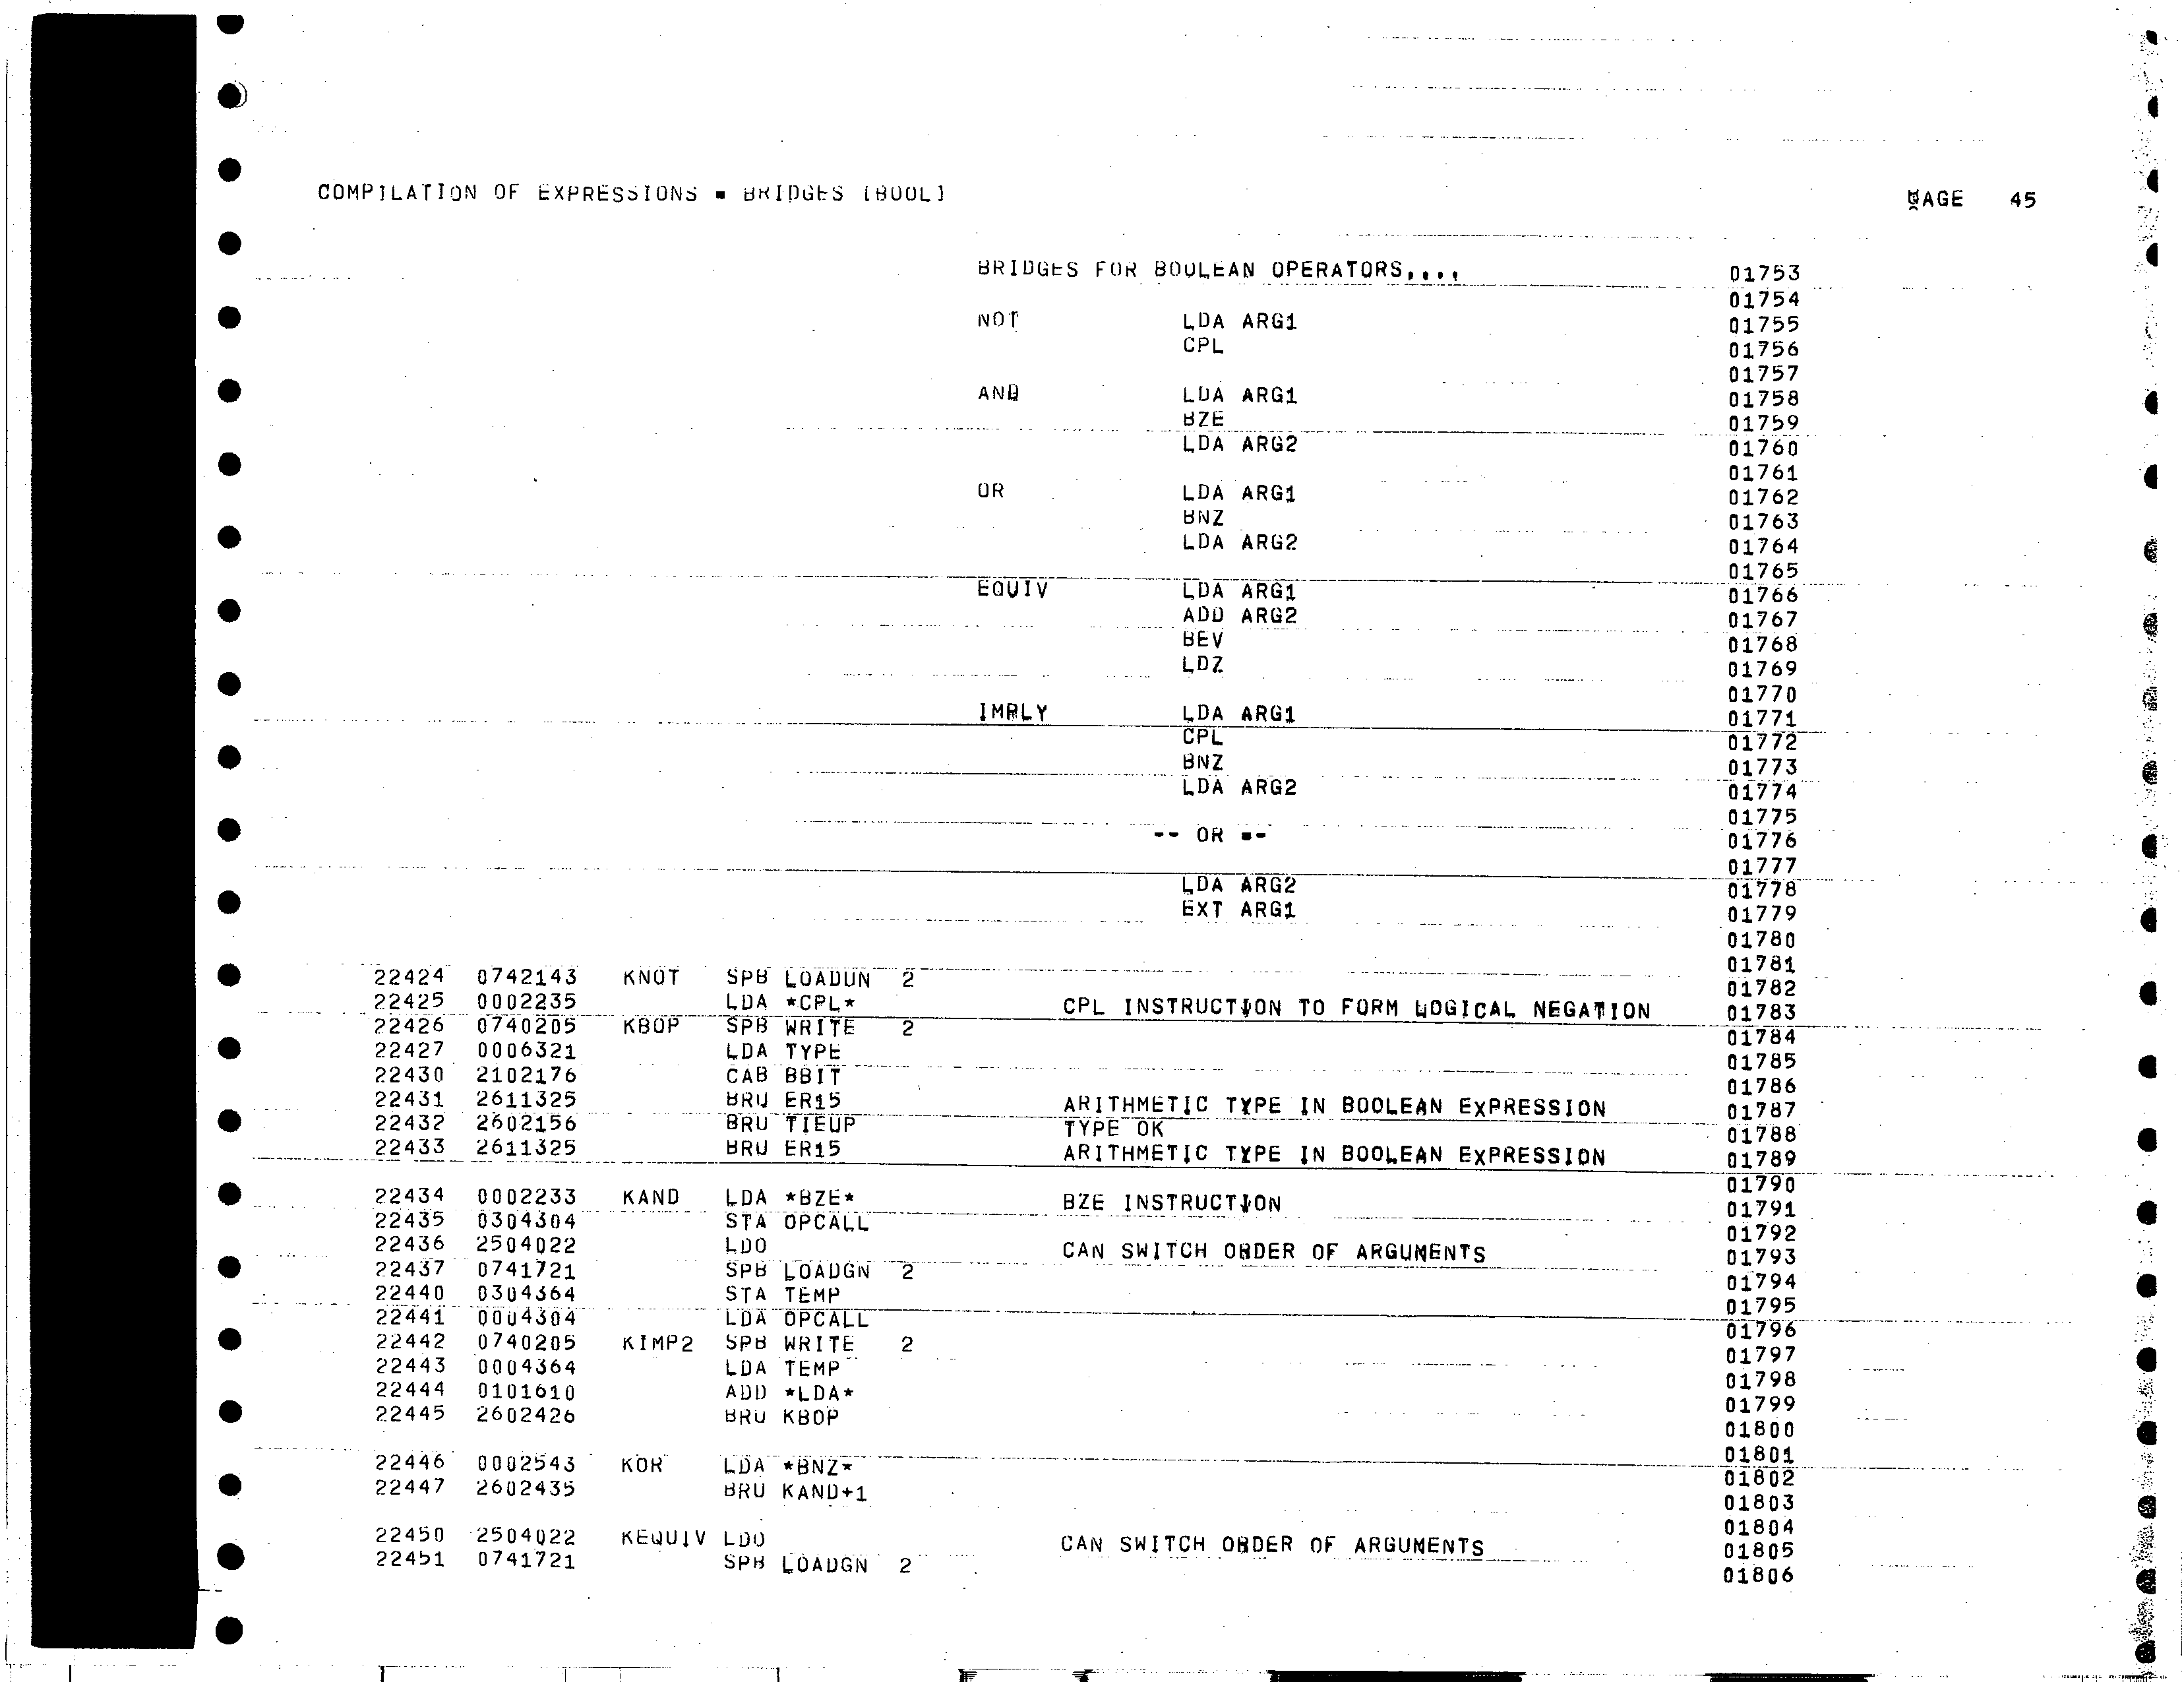 COMPILATION OF EXPRESSIONS - BRIDGES [BOOL] PAGE 45
BRIDGES FOR BOOLEAN OPERATORS.... 01753
01754
NOT LDA ARG1 01755
CPL 01756
01757
AND LDA ARG1 01758
BZE 01759
LDA ARG2 01760
01761
OR LDA ARG1 01762
BNZ 01763
LDA ARG2 01764
01765
EQUIV LDA ARG1 01766
ADD ARG2 01767
BEV 01768
LDZ 01769
01770
IMPLY LDA ARG1 01771
CPL 01772
BNZ 01773
LDA ARG2 01774
01775
-- OR -- 01776
01777
LDA ARG2 01778
EXT ARG1 01779
01780
01781
22424 0742143 KNOT SPB LOADUN 2 01782
22425 0002235 LDA *CPL* CPL INSTRUCTION TO FORM LOGICAL NEGATION 01783
22426 0740205 KBOP SPB WRITE 2 01784
22427 0006321 LDA TYPE 01785
22430 2102176 CAB BBIT 01786
22431 2611325 BRU ER15 ARITHMETIC TYPE IN BOOLEAN EXPRESSION 01787
22432 2602156 BRU TIEUP TYPE OK 01788
22433 2611325 BRU ER15 ARITHMETIC TYPE IN BOOLEAN EXPRESSION 01789
01790
22434 0002233 KAND LDA *BZE* BZE INSTRUCTION 01791
22435 0304304 STA OPCALL 01792
22436 2504022 LDO CAN SWITCH ORDER OF ARGUMENTS 01793
22437 0741721 SPB LOADGN 2 01794
22440 0304364 STA TEMP 01795
22441 0004304 LDA OPCALL 01796
22442 0740205 KIMP2 SPB WRITE 2 01797
22443 0004364 LDA TEMP 01798
22444 0101610 ADD *LDA* 01799
22445 2602426 BRU KBOP 01800
01801
22446 0002543 KOR LDA *BNZ* 01802
22447 2602435 BRU KAND+1 01803
01804
22450 2504022 KEQUIV LDO CAN SWITCH ORDER OF ARGUMENTS 01805
22451 0741721 SPB LOADGN 2 01806